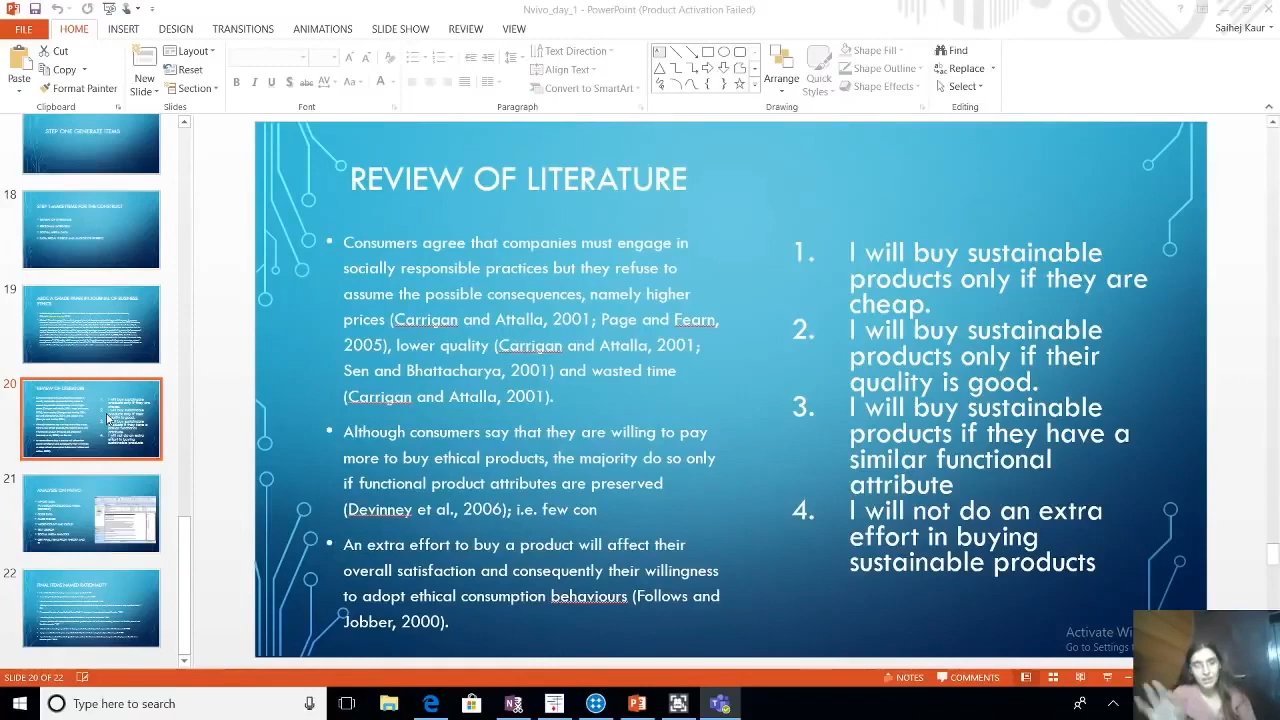 Nvivo_day_1 - PowerPoint (Product Activation Failed)
FILE HOME INSERT DESIGN TRANSITIONS ANIMATIONS SLIDE SHOW REVIEW VIEW Saihej Kaur
Paste
Cut
Copy
Format Painter
Clipboard
New Slide
Layout
Reset
Section
Slides
Font
Text Direction
Align Text
Convert to SmartArt
Paragraph
Arrange
Quick Styles
Shape Fill
Shape Outline
Shape Effects
Drawing
Find
Replace
Select
Editing
STEP ONE GENERATE ITEMS
18
19
20
REVIEW OF LITERATURE
21
22
REVIEW OF LITERATURE
• Consumers agree that companies must engage in
socially responsible practices but they refuse to
assume the possible consequences, namely higher
prices (Carrigan and Attalla, 2001; Page and Fearn,
2005), lower quality (Carrigan and Attalla, 2001;
Sen and Bhattacharya, 2001) and wasted time
(Carrigan and Attalla, 2001).
• Although consumers say that they are willing to pay
more to buy ethical products, the majority do so only
if functional product attributes are preserved
(Devinney et al., 2006); i.e. few con
• An extra effort to buy a product will affect their
overall satisfaction and consequently their willingness
to adopt ethical consumption behaviours (Follows and
Jobber, 2000).
1. I will buy sustainable
products only if they are
cheap.
2. I will buy sustainable
products only if their
quality is good.
3. I will buy sustainable
products if they have a
similar functional
attribute
4. I will not do an extra
effort in buying
sustainable products
Activate Wi
Go to Settings
SLIDE 20 OF 22
NOTES COMMENTS
Type here to search